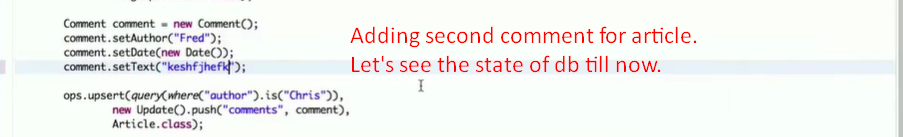 Comment comment = new Comment();
comment.setAuthor("Fred");
comment.setDate(new Date());
comment.setText("keshfjhefk");
Adding second comment for article.
Let's see the state of db till now.
ops.upsert(query(where("author").is("Chris")),
new Update().push("comments", comment),
Article.class);